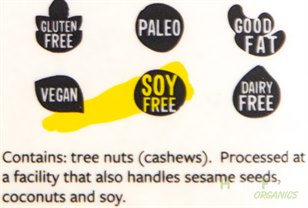 GLUTEN
FREE
PALEO
GOOD
FAT
VEGAN
SOY
FREE
DAIRY
FREE
Contains: tree nuts (cashews). Processed at
a facility that also handles sesame seeds,
coconuts and soy.
ORGANICS